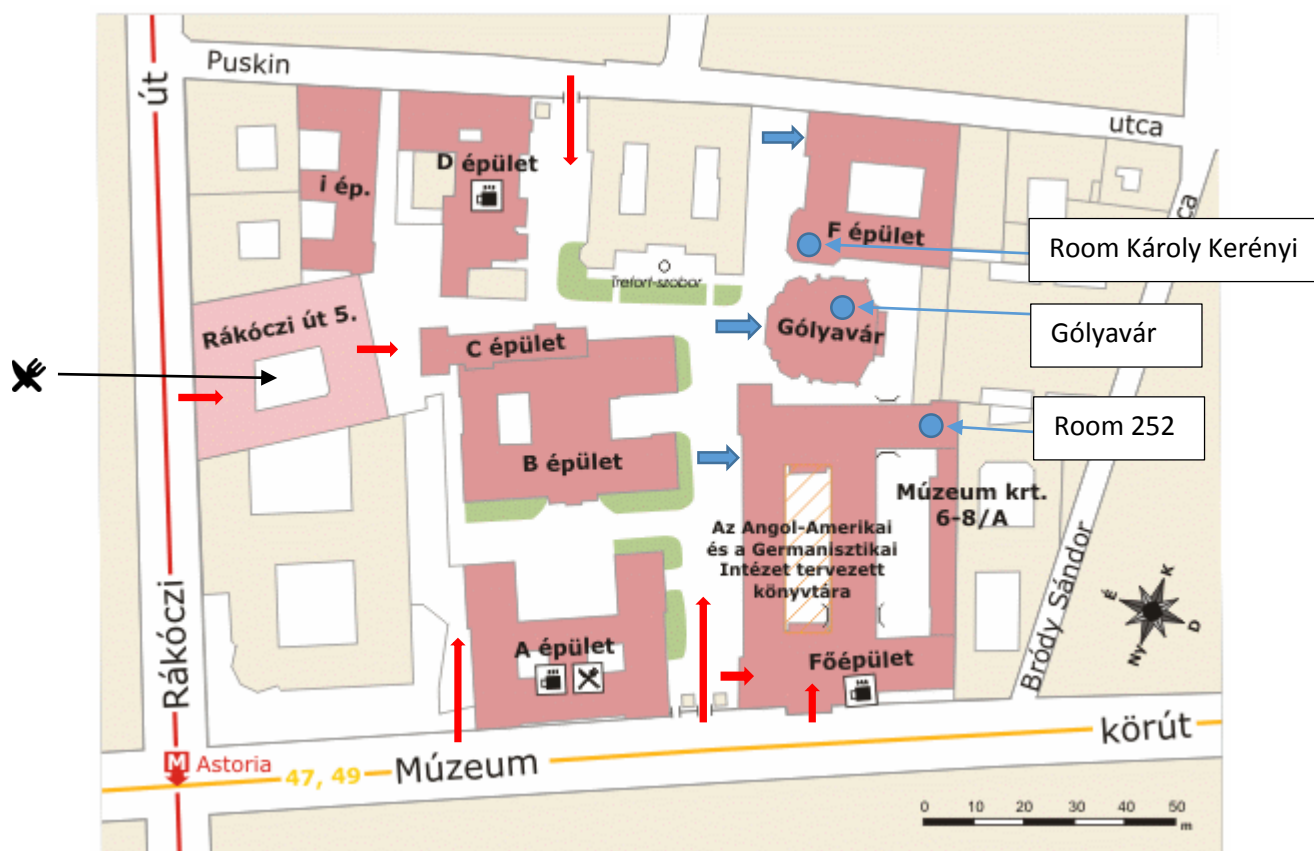 Puskin
utca
út
D épület
i ép.
F épület
Room Károly Kerényi
Trefort-szobor
Rákóczi út 5.
Gólyavár
Gólyavár
C épület
Room 252
B épület
Múzeum krt.
6-8/A
Az Angol-Amerikai
és a Germanisztikai
Intézet tervezett
könyvtára
Bródy Sándor
ca
É
K
D
Ny
Rákóczi
A épület
Főépület
M Astoria
47, 49
Múzeum
körút
0 10 20 30 40 50
m